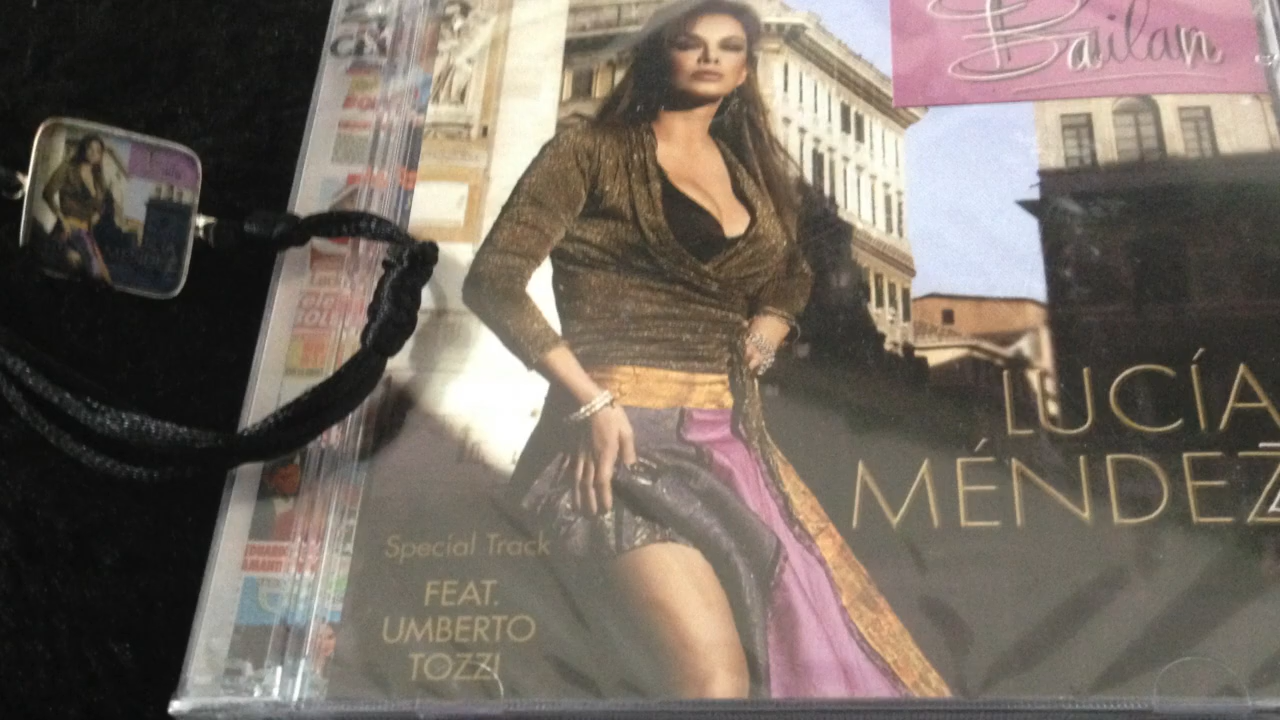 Bailan
LUCÍA
MÉNDEZ
Special Track
FEAT.
UMBERTO
TOZZI